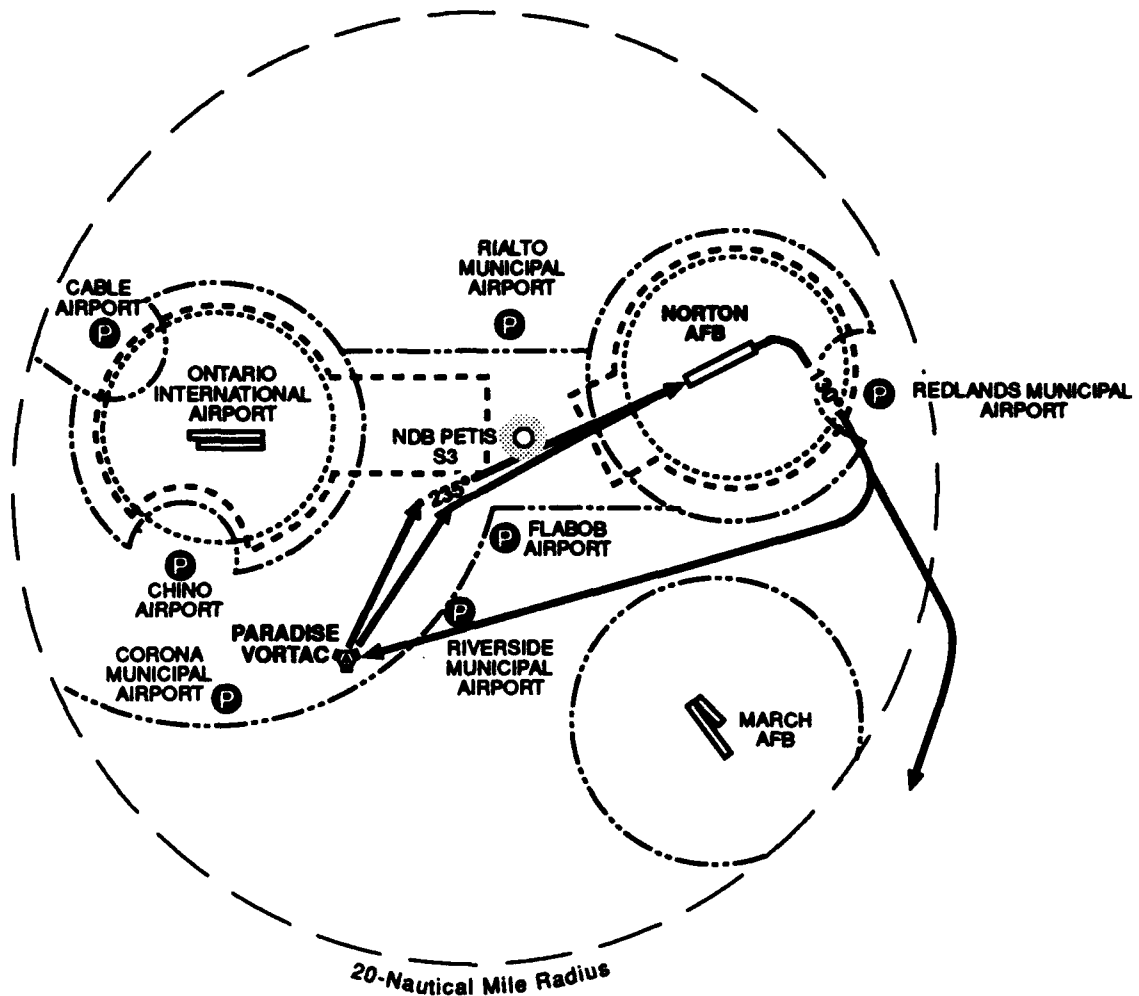 RIALTO
MUNICIPAL
AIRPORT
P
CABLE
AIRPORT
P
NORTON
AFB
ONTARIO
INTERNATIONAL
AIRPORT
130°
P
REDLANDS MUNICIPAL
AIRPORT
NDB PETIS
S3
235°
P
FLABOB
AIRPORT
P
CHINO
AIRPORT
P
PARADISE
VORTAC
RIVERSIDE
MUNICIPAL
AIRPORT
CORONA
MUNICIPAL
AIRPORT
P
MARCH
AFB
20-Nautical Mile Radius